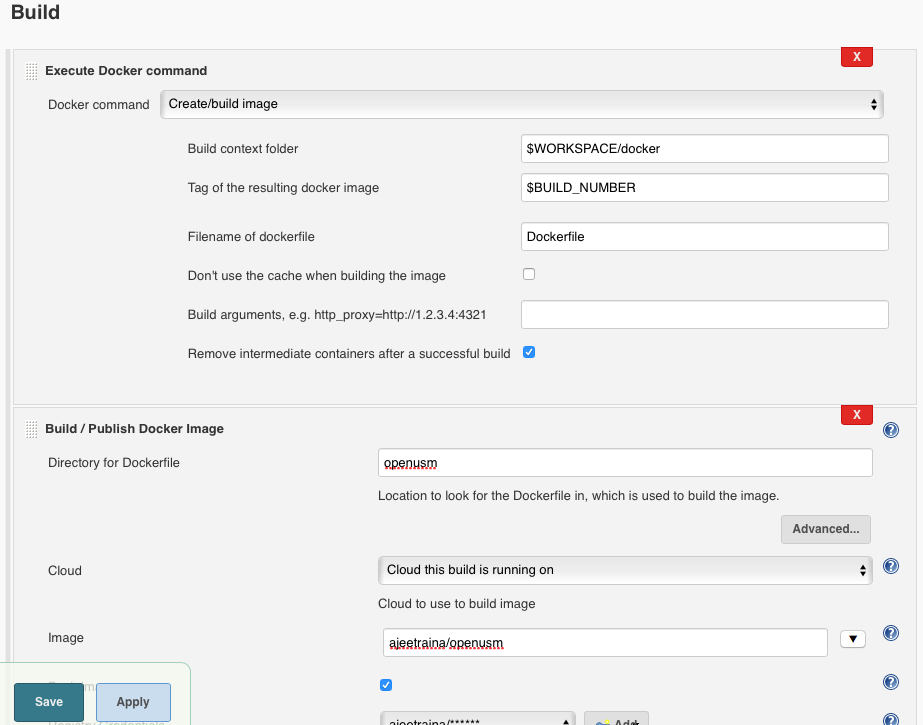 Build
X
Execute Docker command
Docker command Create/build image
Build context folder $WORKSPACE/docker
Tag of the resulting docker image $BUILD_NUMBER
Filename of dockerfile Dockerfile
Don't use the cache when building the image
Build arguments, e.g. http_proxy=http://1.2.3.4:4321
Remove intermediate containers after a successful build
X
Build / Publish Docker Image
Directory for Dockerfile openusm
Location to look for the Dockerfile in, which is used to build the image.
Advanced...
Cloud Cloud this build is running on
Cloud to use to build image
Image ajeetraina/openusm
Save Apply
Registry Credentials ajeetraina/****** Add